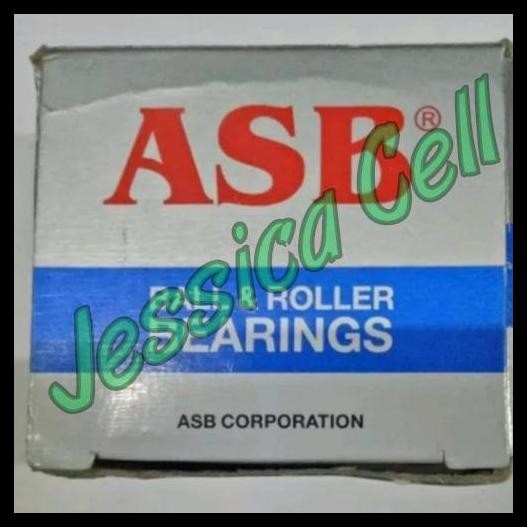 ASB®
BALL & ROLLER
BEARINGS
ASB CORPORATION
Jessica Cell